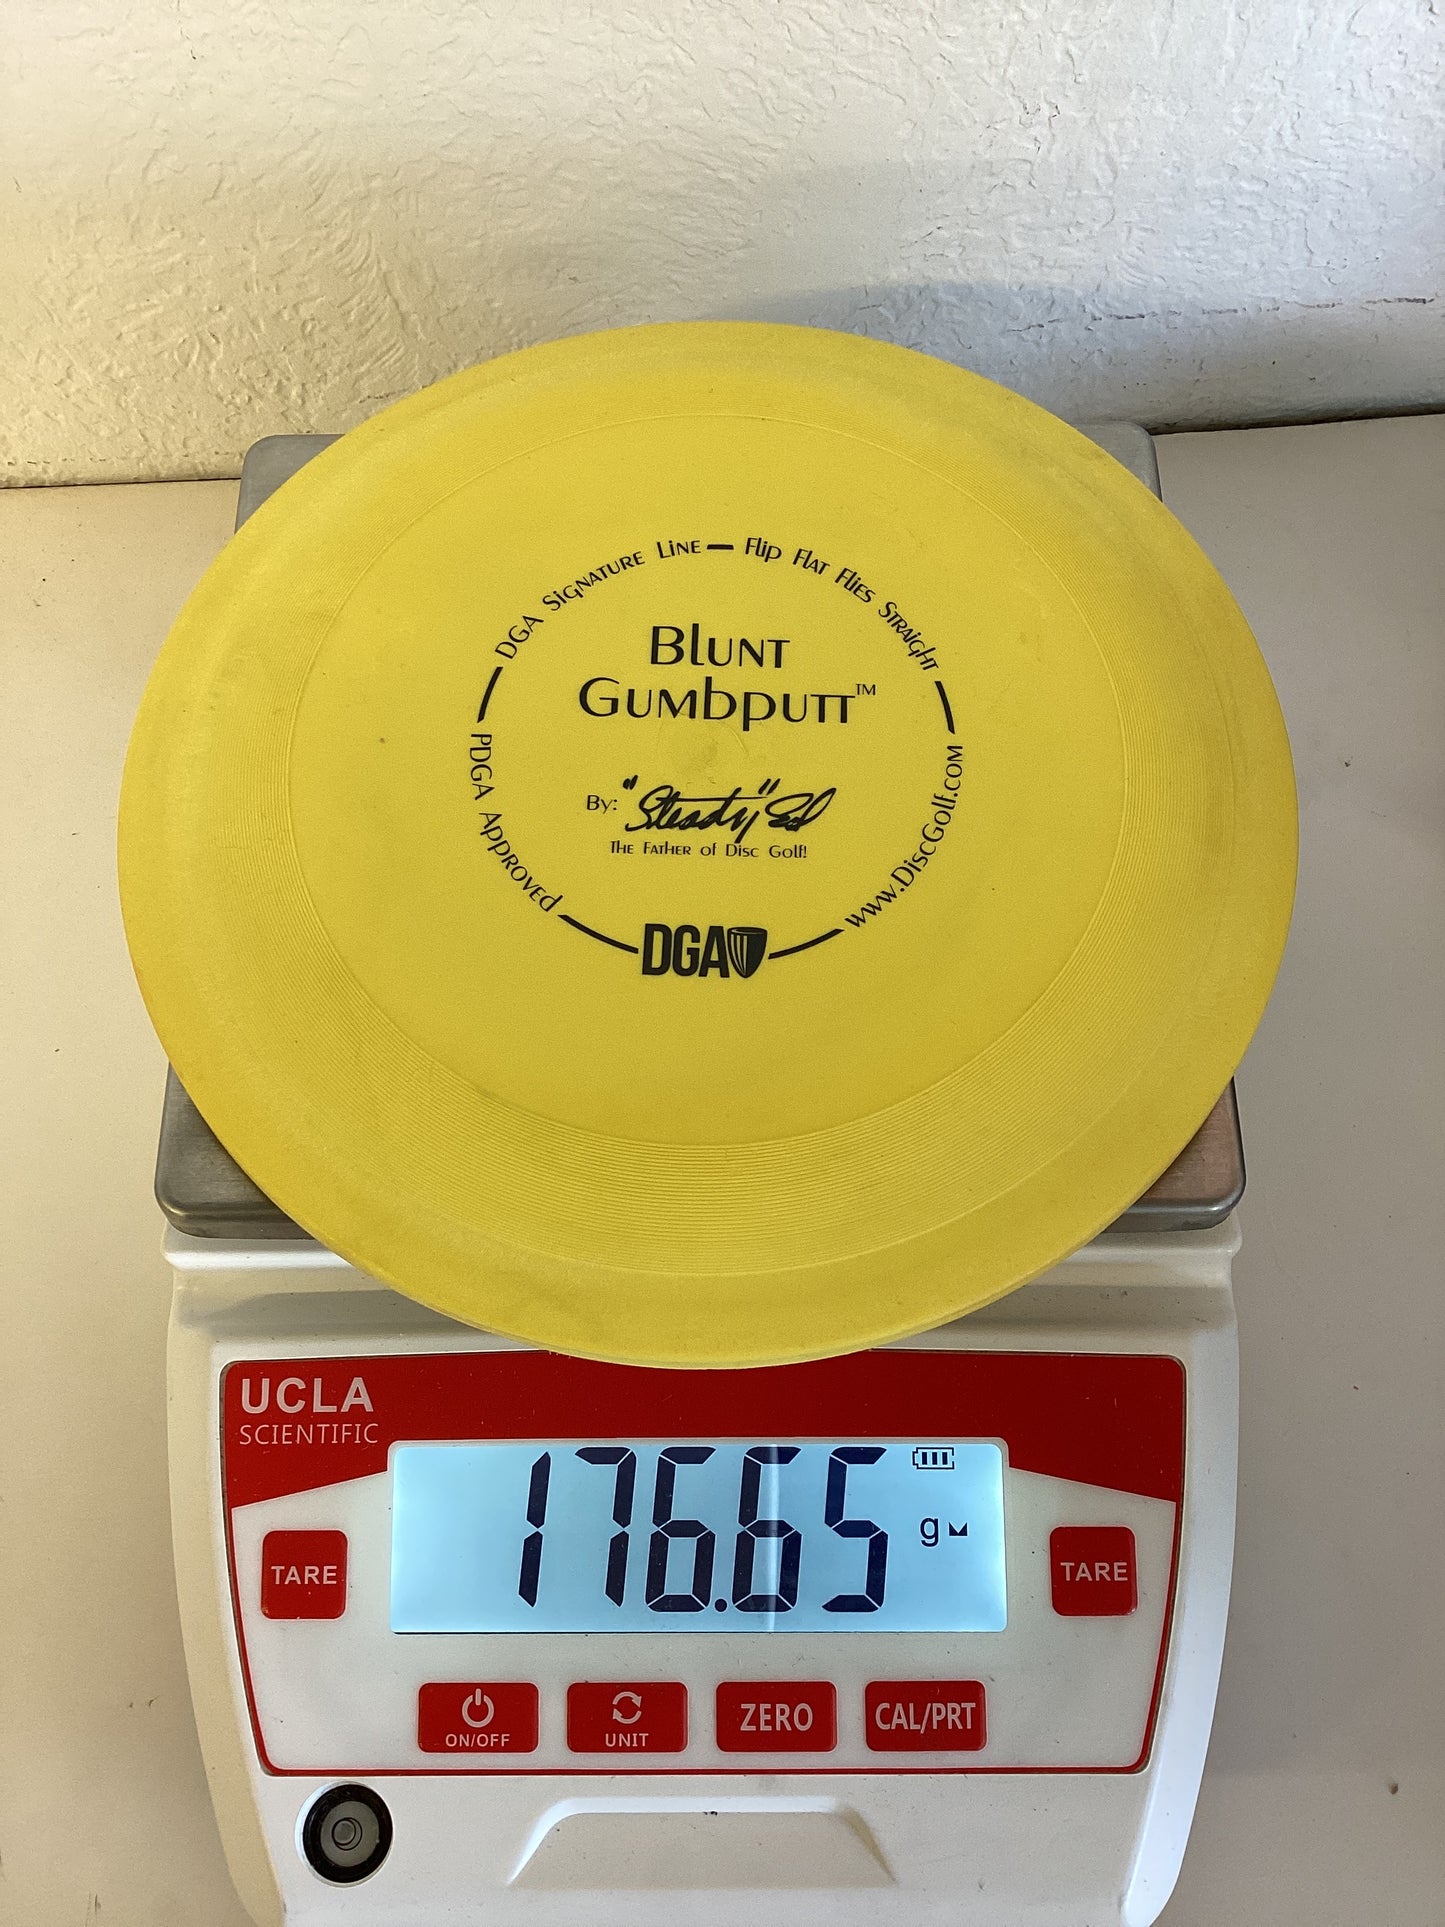 DGA Signature Line — Flip Flat Flies Straight
Blunt
Gumbputt™
PDGA Approved
www.DiscGolf.com
By: "Steady" Ed
The Father of Disc Golf!
DGA
UCLA
SCIENTIFIC
176.65 g
TARE
TARE
ON/OFF
UNIT
ZERO
CAL/PRT